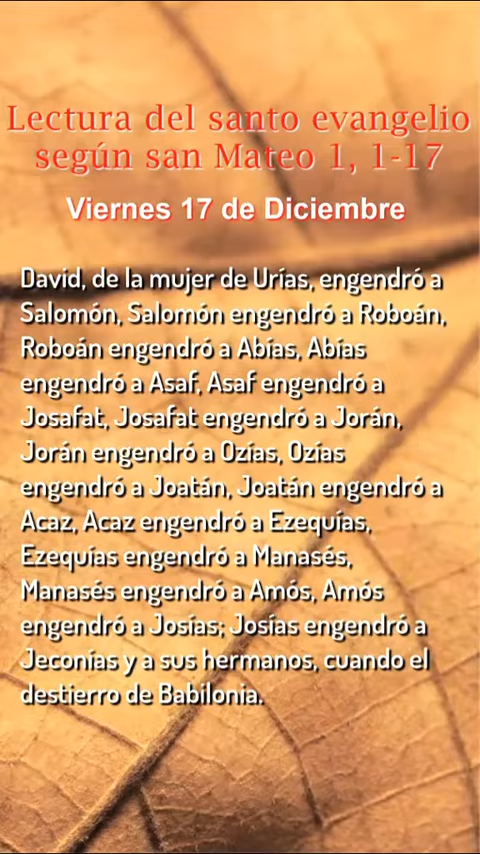 Lectura del santo evangelio
según san Mateo 1, 1-17
Viernes 17 de Diciembre
David, de la mujer de Urías, engendró a
Salomón, Salomón engendró a Roboán,
Roboán engendró a Abías, Abías
engendró a Asaf, Asaf engendró a
Josafat, Josafat engendró a Jorán,
Jorán engendró a Ozías, Ozías
engendró a Joatán, Joatán engendró a
Acaz, Acaz engendró a Ezequías,
Ezequías engendró a Manasés,
Manasés engendró a Amós, Amós
engendró a Josías; Josías engendró a
Jeconías y a sus hermanos, cuando el
destierro de Babilonia.